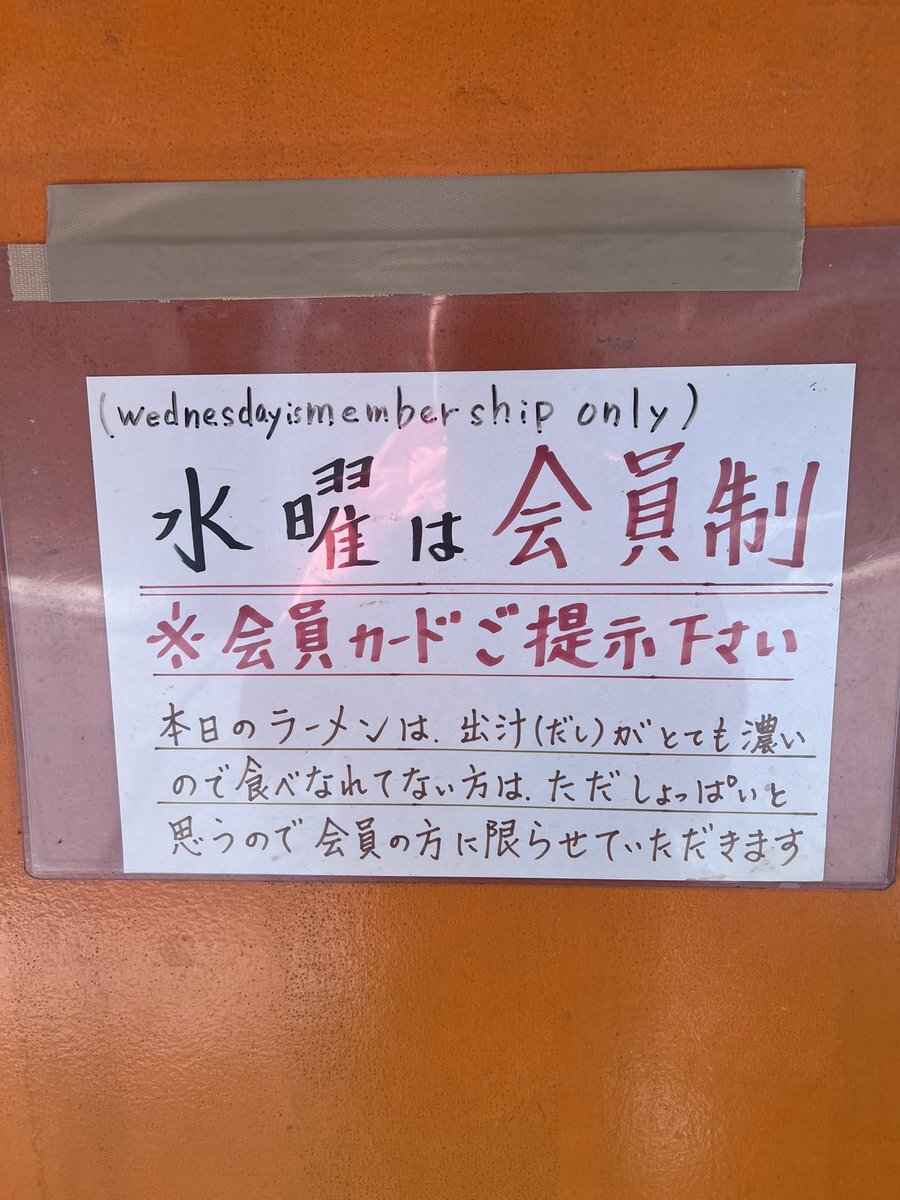 (wednesday is membership only)
水曜は会員制
※会員カードご提示下さい
本日のラーメンは、出汁(だし)がとても濃い
ので食べなれてない方は、ただしょっぱいと
思うので会員の方に限らせていただきます